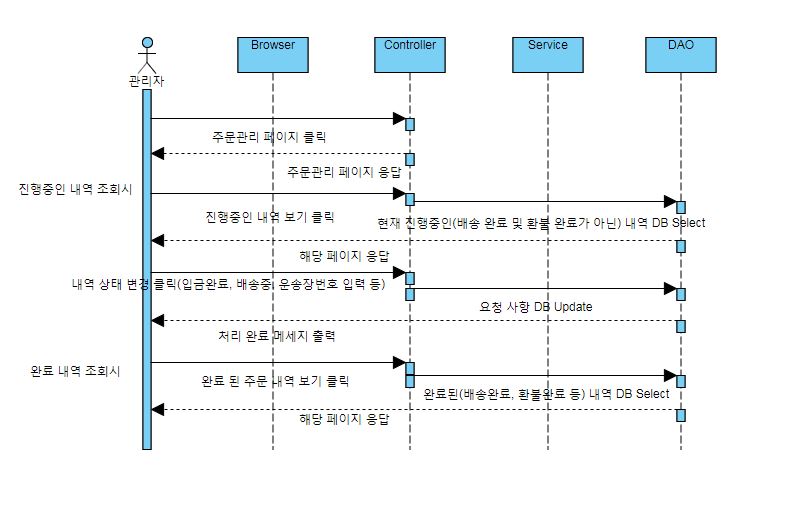 Browser
Controller
Service
DAO
관리자
주문관리 페이지 클릭
주문관리 페이지 응답
진행중인 내역 조회시
진행중인 내역 보기 클릭
현재 진행중인(배송 완료 및 환불 완료가 아닌) 내역 DB Select
해당 페이지 응답
내역 상태 변경 클릭(입금완료, 배송중, 운송장번호 입력 등)
요청 사항 DB Update
처리 완료 메세지 출력
완료 내역 조회시
완료 된 주문 내역 보기 클릭
완료된(배송완료, 환불완료 등) 내역 DB Select
해당 페이지 응답